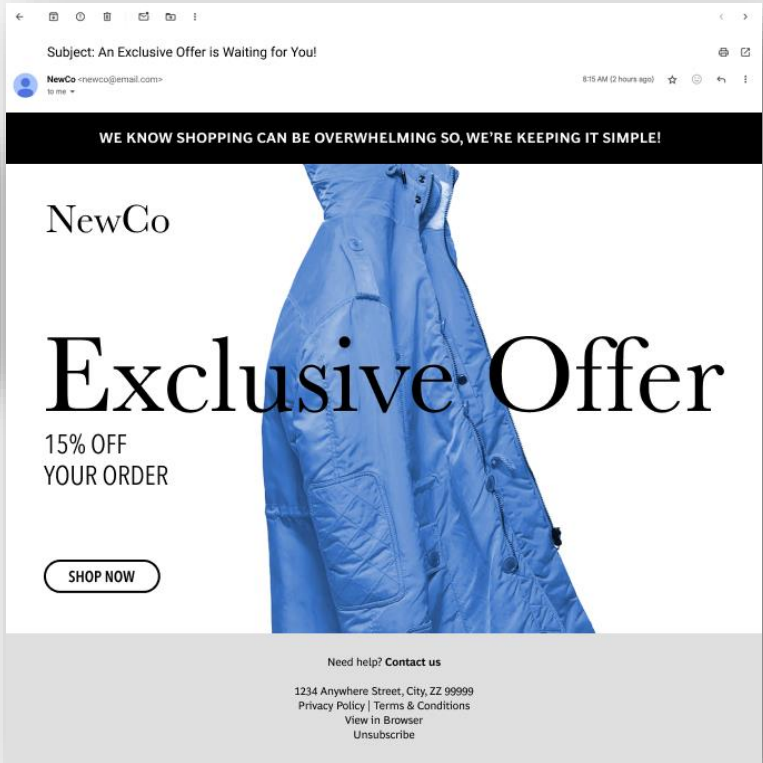 Subject: An Exclusive Offer is Waiting for You!
NewCo <newco@email.com>
8:15 AM (2 hours ago)
to me
WE KNOW SHOPPING CAN BE OVERWHELMING SO, WE'RE KEEPING IT SIMPLE!
NewCo
Exclusive Offer
15% OFF
YOUR ORDER
SHOP NOW
Need help? Contact us
1234 Anywhere Street, City, ZZ 99999
Privacy Policy | Terms & Conditions
View in Browser
Unsubscribe